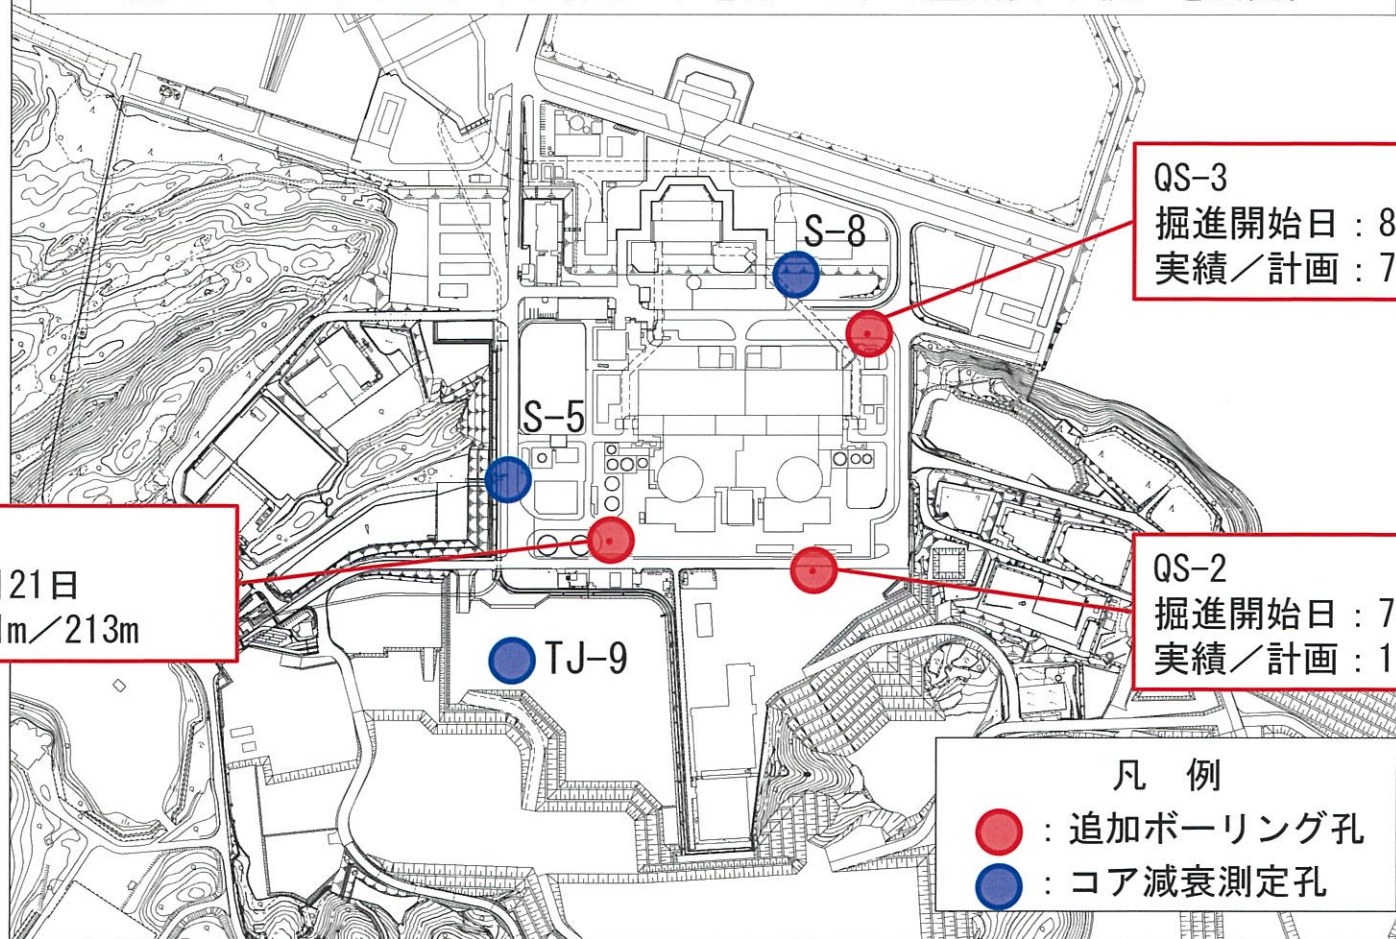 QS-3
掘進開始日：8
実績／計画：7
S-8
S-5
21日
1m／213m
QS-2
掘進開始日：7
実績／計画：1
TJ-9
凡 例
：追加ボーリング孔
：コア減衰測定孔